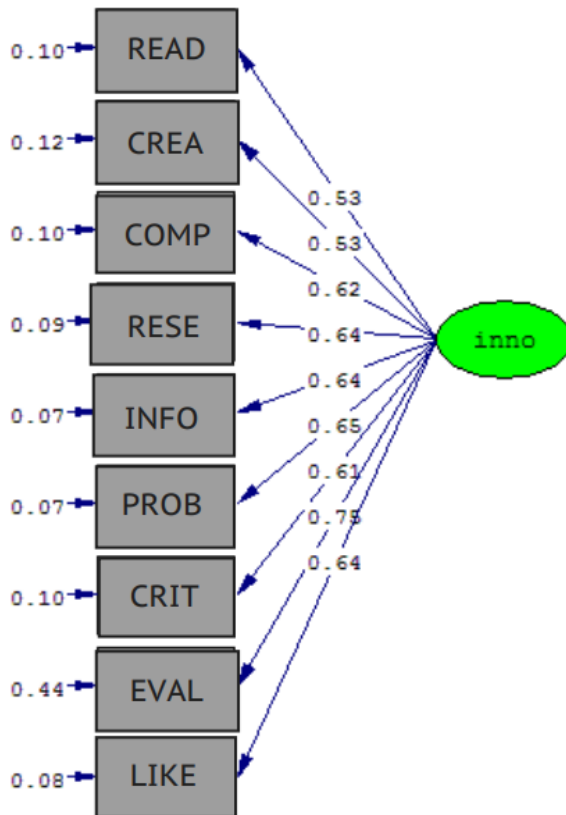 0.10 READ
0.53
0.12 CREA
0.53
0.10 COMP
0.62
0.09 RESE
0.64
inno
0.07 INFO
0.64
0.07 PROB
0.65
0.10 CRIT
0.61
0.44 EVAL
0.75
0.08 LIKE
0.64